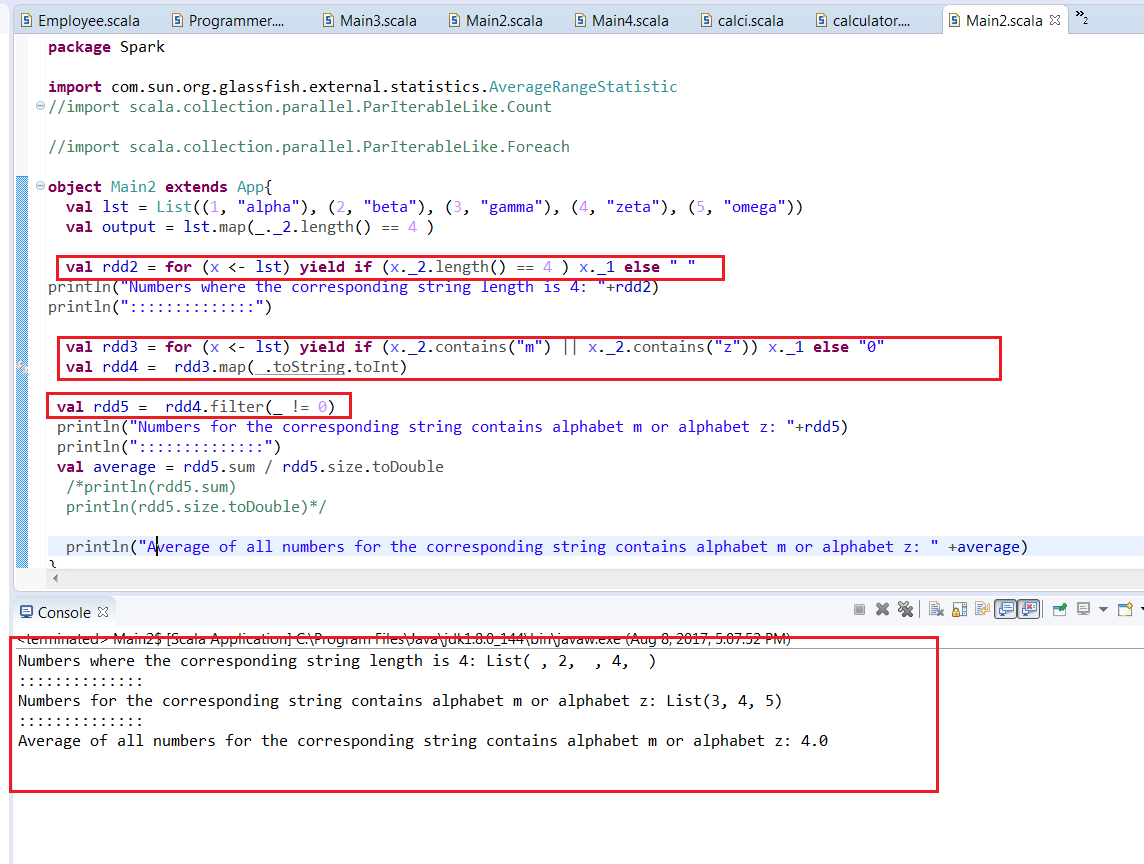 Employee.scala Programmer.... Main3.scala Main2.scala Main4.scala calci.scala calculator.... Main2.scala »2
package Spark
import com.sun.org.glassfish.external.statistics.AverageRangeStatistic
//import scala.collection.parallel.ParIterableLike.Count
//import scala.collection.parallel.ParIterableLike.Foreach
object Main2 extends App{
val lst = List((1, "alpha"), (2, "beta"), (3, "gamma"), (4, "zeta"), (5, "omega"))
val output = lst.map(_._2.length() == 4 )
val rdd2 = for (x <- lst) yield if (x._2.length() == 4 ) x._1 else " "
println("Numbers where the corresponding string length is 4: "+rdd2)
println("::::::::::::::")
val rdd3 = for (x <- lst) yield if (x._2.contains("m") || x._2.contains("z")) x._1 else "0"
val rdd4 =  rdd3.map(_.toString.toInt)
val rdd5 =  rdd4.filter(_ != 0)
println("Numbers for the corresponding string contains alphabet m or alphabet z: "+rdd5)
println("::::::::::::::")
val average = rdd5.sum / rdd5.size.toDouble
/*println(rdd5.sum)
println(rdd5.size.toDouble)*/
println("Average of all numbers for the corresponding string contains alphabet m or alphabet z: " +average)
}
Console
<terminated> Main2$ [Scala Application] C:\Program Files\Java\jdk1.8.0_144\bin\javaw.exe (Aug 8, 2017, 5:07:52 PM)
Numbers where the corresponding string length is 4: List( , 2,  , 4,  )
::::::::::::::
Numbers for the corresponding string contains alphabet m or alphabet z: List(3, 4, 5)
::::::::::::::
Average of all numbers for the corresponding string contains alphabet m or alphabet z: 4.0